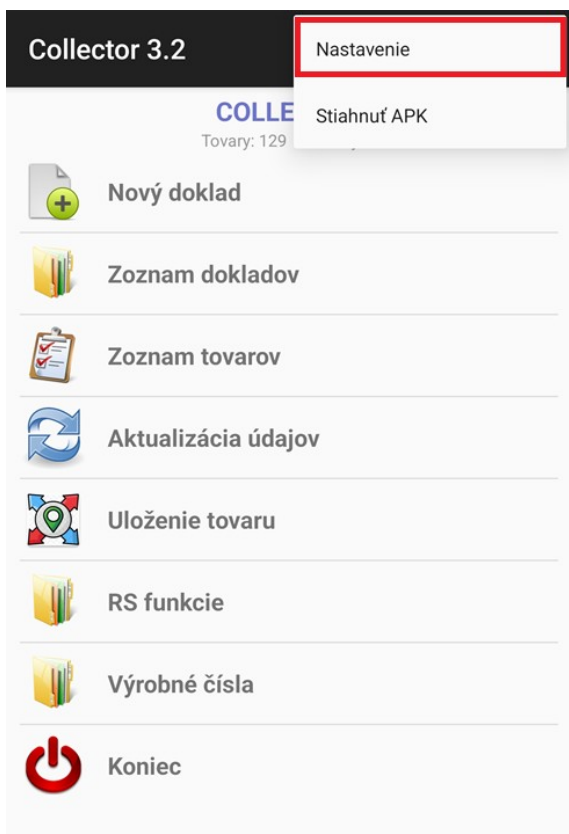 Collector 3.2
Nastavenie
Stiahnuť APK
COLLE
Tovary: 129
Nový doklad
Zoznam dokladov
Zoznam tovarov
Aktualizácia údajov
Uloženie tovaru
RS funkcie
Výrobné čísla
Koniec